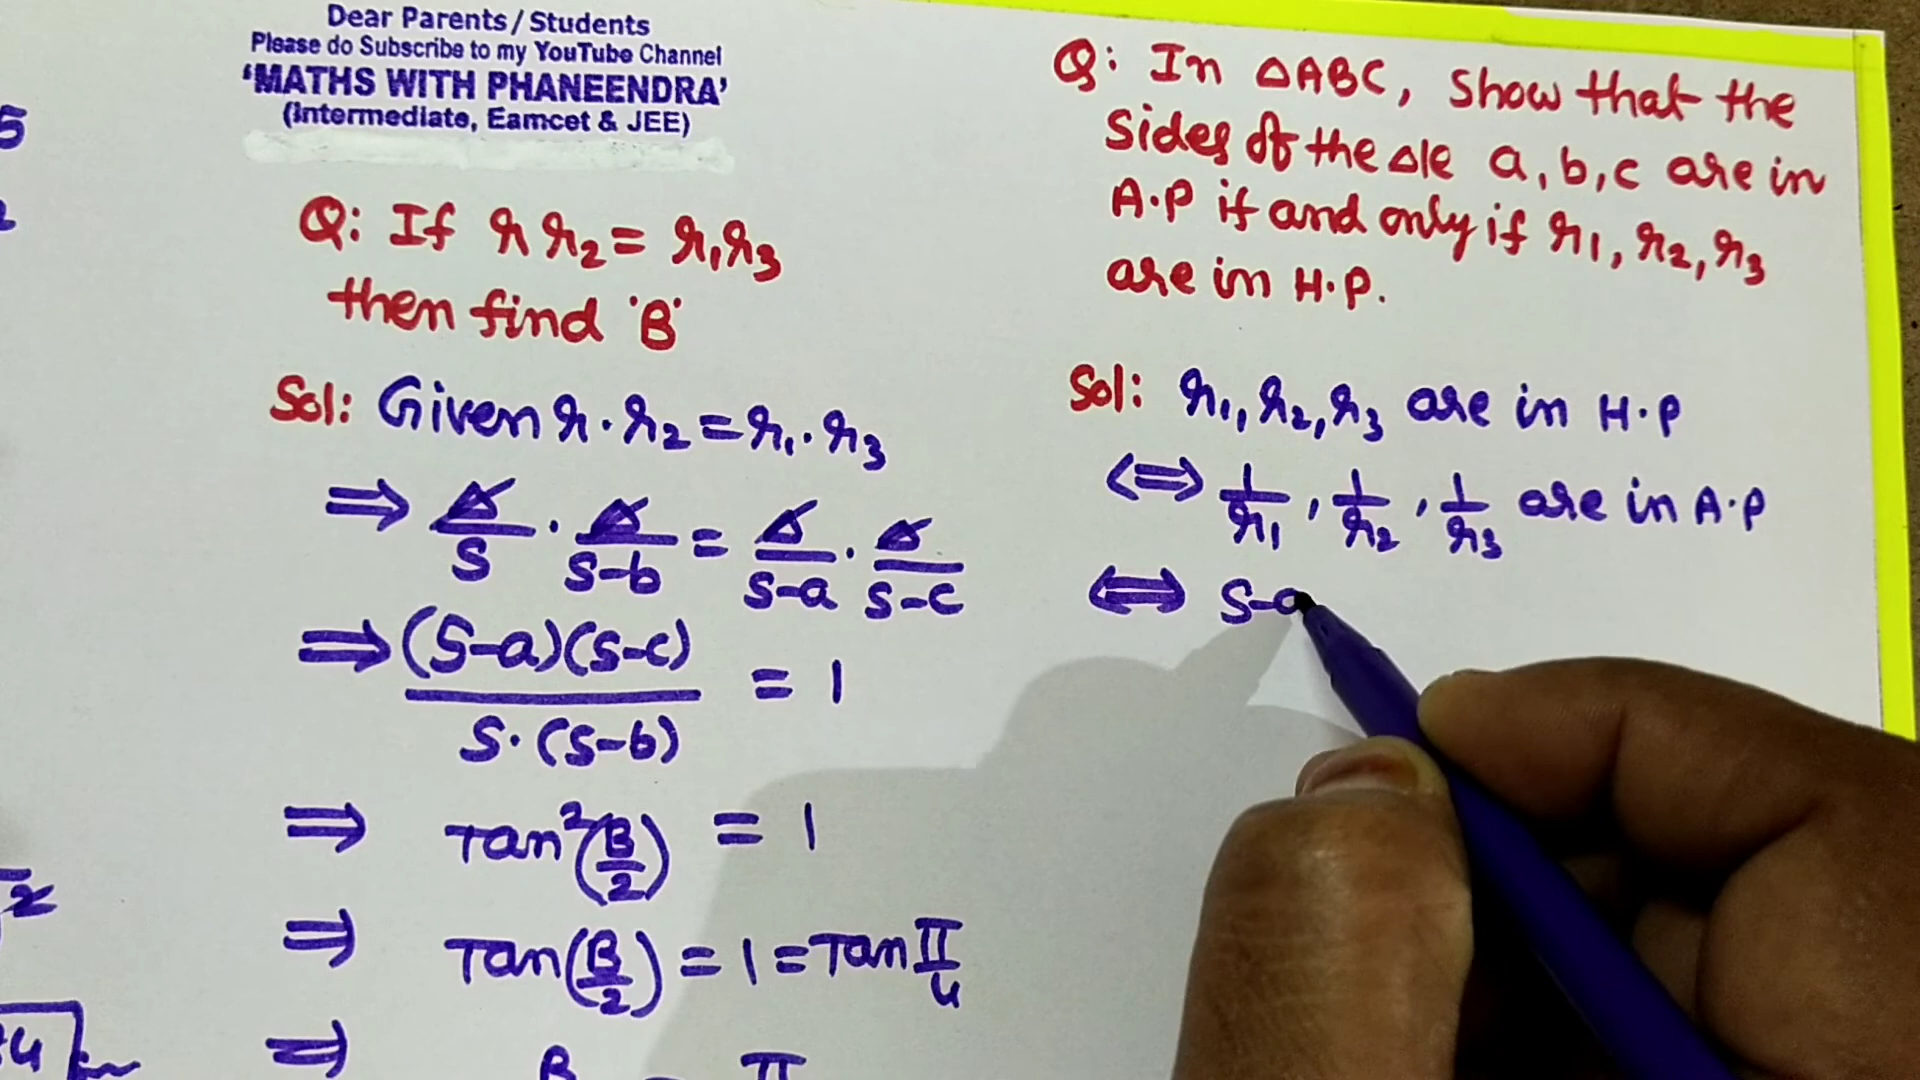 Dear Parents / Students
Please do Subscribe to my YouTube Channel
'MATHS WITH PHANEENDRA'
(Intermediate, Eamcet & JEE)
Q: If r r₂ = r₁r₃
then find 'B'
Sol: Given r · r₂ = r₁ · r₃
⇒ Δ/S · Δ/S-b = Δ/S-a · Δ/S-c
⇒ (S-a)(S-c)/S·(S-b) = 1
⇒ Tan²(B/2) = 1
⇒ Tan(B/2) = 1 = Tan π/4
⇒ B π
Q: In ΔABC, Show that the
Sides of the Δle a, b, c are in
A.P if and only if r₁, r₂, r₃
are in H.P.
Sol: r₁, r₂, r₃ are in H.P
⇔ 1/r₁, 1/r₂, 1/r₃ are in A.P
⇔ S-a
5
2
4